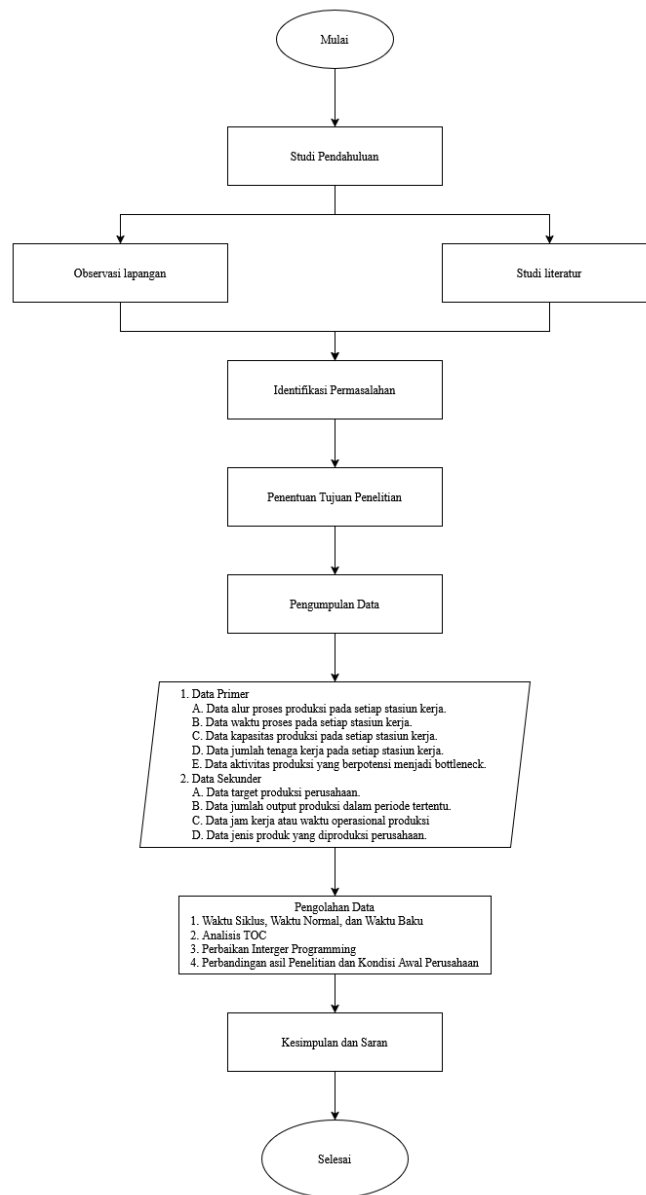 Mulai
Studi Pendahuluan
Observasi lapangan
Studi literatur
Identifikasi Permasalahan
Penentuan Tujuan Penelitian
Pengumpulan Data
1. Data Primer
A. Data alur proses produksi pada setiap stasiun kerja.
B. Data waktu proses pada setiap stasiun kerja.
C. Data kapasitas produksi pada setiap stasiun kerja.
D. Data jumlah tenaga kerja pada setiap stasiun kerja.
E. Data aktivitas produksi yang berpotensi menjadi bottleneck.
2. Data Sekunder
A. Data target produksi perusahaan.
B. Data jumlah output produksi dalam periode tertentu.
C. Data jam kerja atau waktu operasional produksi
D. Data jenis produk yang diproduksi perusahaan.
Pengolahan Data
1. Waktu Siklus, Waktu Normal, dan Waktu Baku
2. Analisis TOC
3. Perbaikan Interger Programming
4. Perbandingan asil Penelitian dan Kondisi Awal Perusahaan
Kesimpulan dan Saran
Selesai